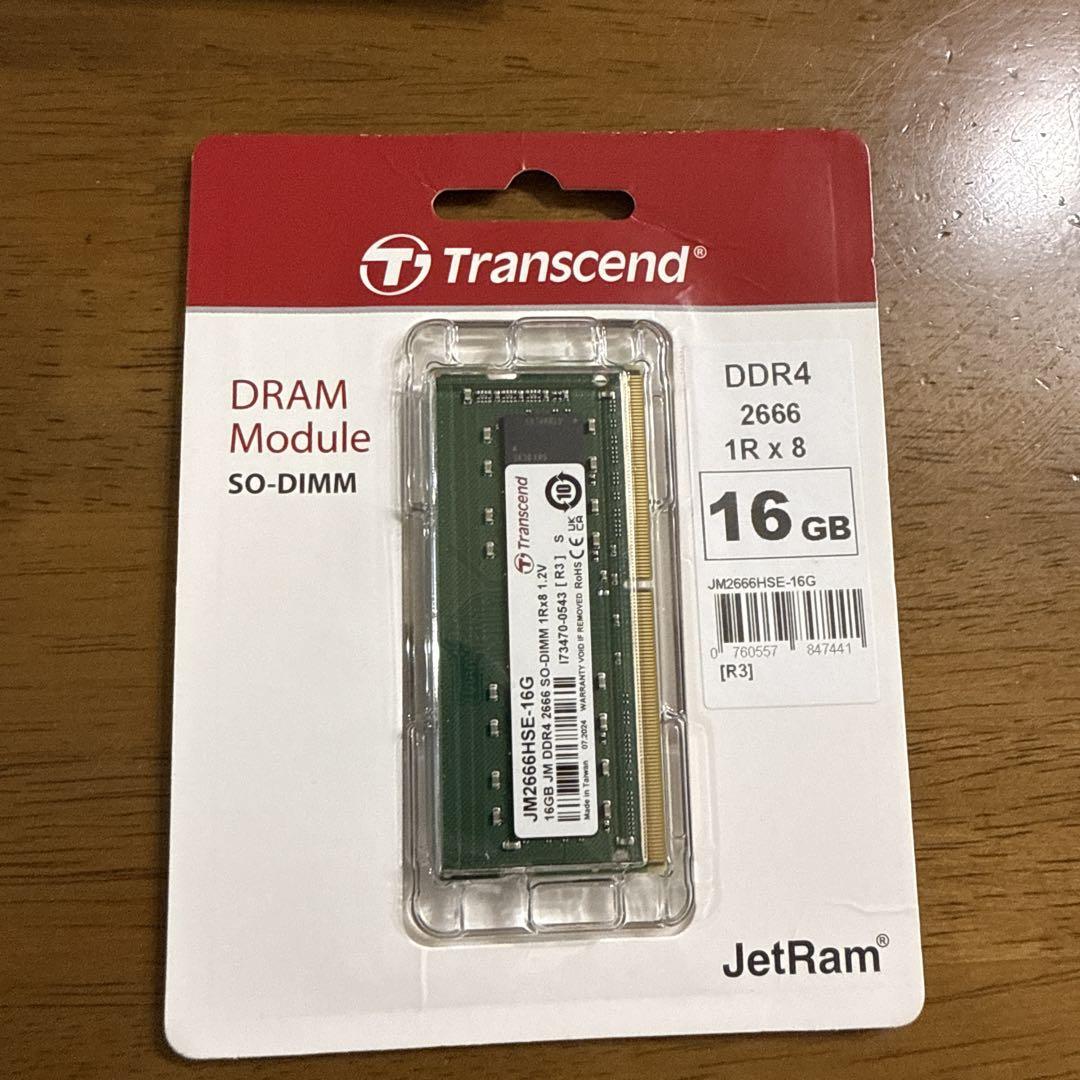 Transcend®
DRAM
Module
SO-DIMM
DDR4
2666
1R x 8
16 GB
JM2666HSE-16G
0 760557 847441
[R3]
Transcend
10
UK
CA
CE
RoHS
JM2666HSE-16G
16GB JM DDR4 2666 SO-DIMM 1Rx8 1.2V
I73470-0543 [ R3 ] S
Made in Taiwan 07.2024 WARRANTY VOID IF REMOVED
JetRam®